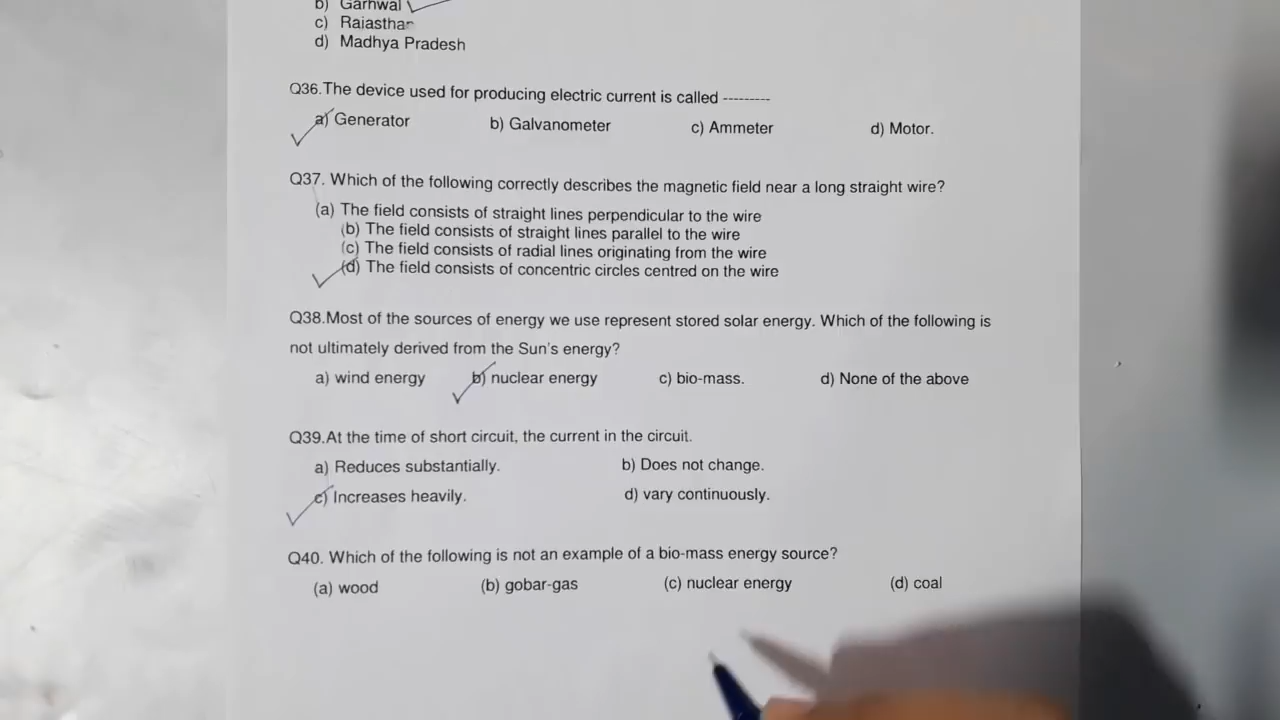 b) Garhwal
c) Rajasthan
d) Madhya Pradesh
Q36.The device used for producing electric current is called ---------
a) Generator b) Galvanometer c) Ammeter d) Motor.
Q37. Which of the following correctly describes the magnetic field near a long straight wire?
(a) The field consists of straight lines perpendicular to the wire
(b) The field consists of straight lines parallel to the wire
(c) The field consists of radial lines originating from the wire
(d) The field consists of concentric circles centred on the wire
Q38.Most of the sources of energy we use represent stored solar energy. Which of the following is
not ultimately derived from the Sun's energy?
a) wind energy b) nuclear energy c) bio-mass. d) None of the above
Q39.At the time of short circuit, the current in the circuit.
a) Reduces substantially. b) Does not change.
c) Increases heavily. d) vary continuously.
Q40. Which of the following is not an example of a bio-mass energy source?
(a) wood (b) gobar-gas (c) nuclear energy (d) coal